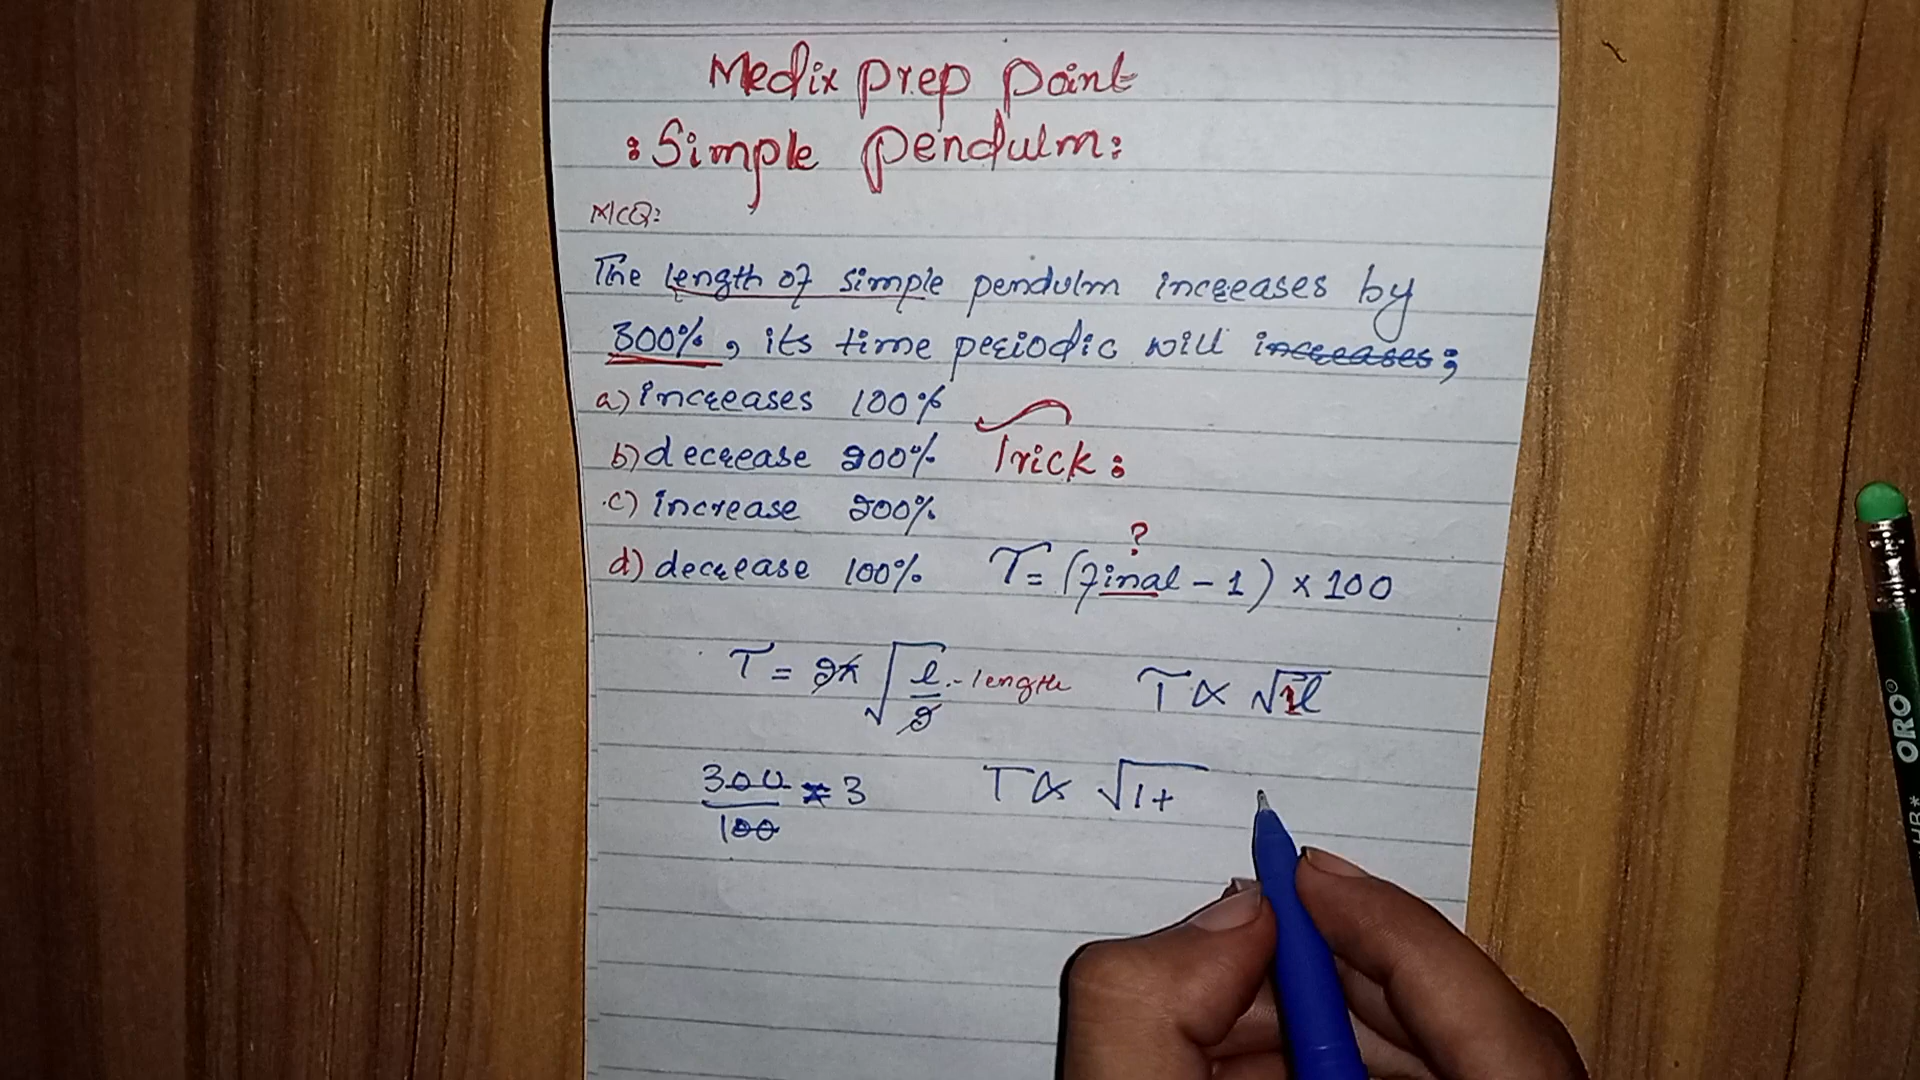 Medix prep point
: Simple pendulm:
MCQ:
The length of simple pendulm increases by
300%, its time periodic will increases;
a) increases 100%
b) decrease 200% Trick:
c) increase 200%
?
d) decrease 100% T = (final - 1) × 100
T = 2π √l/g - length T ∝ √l
300/100 = 3 T ∝ √1+
ORO®